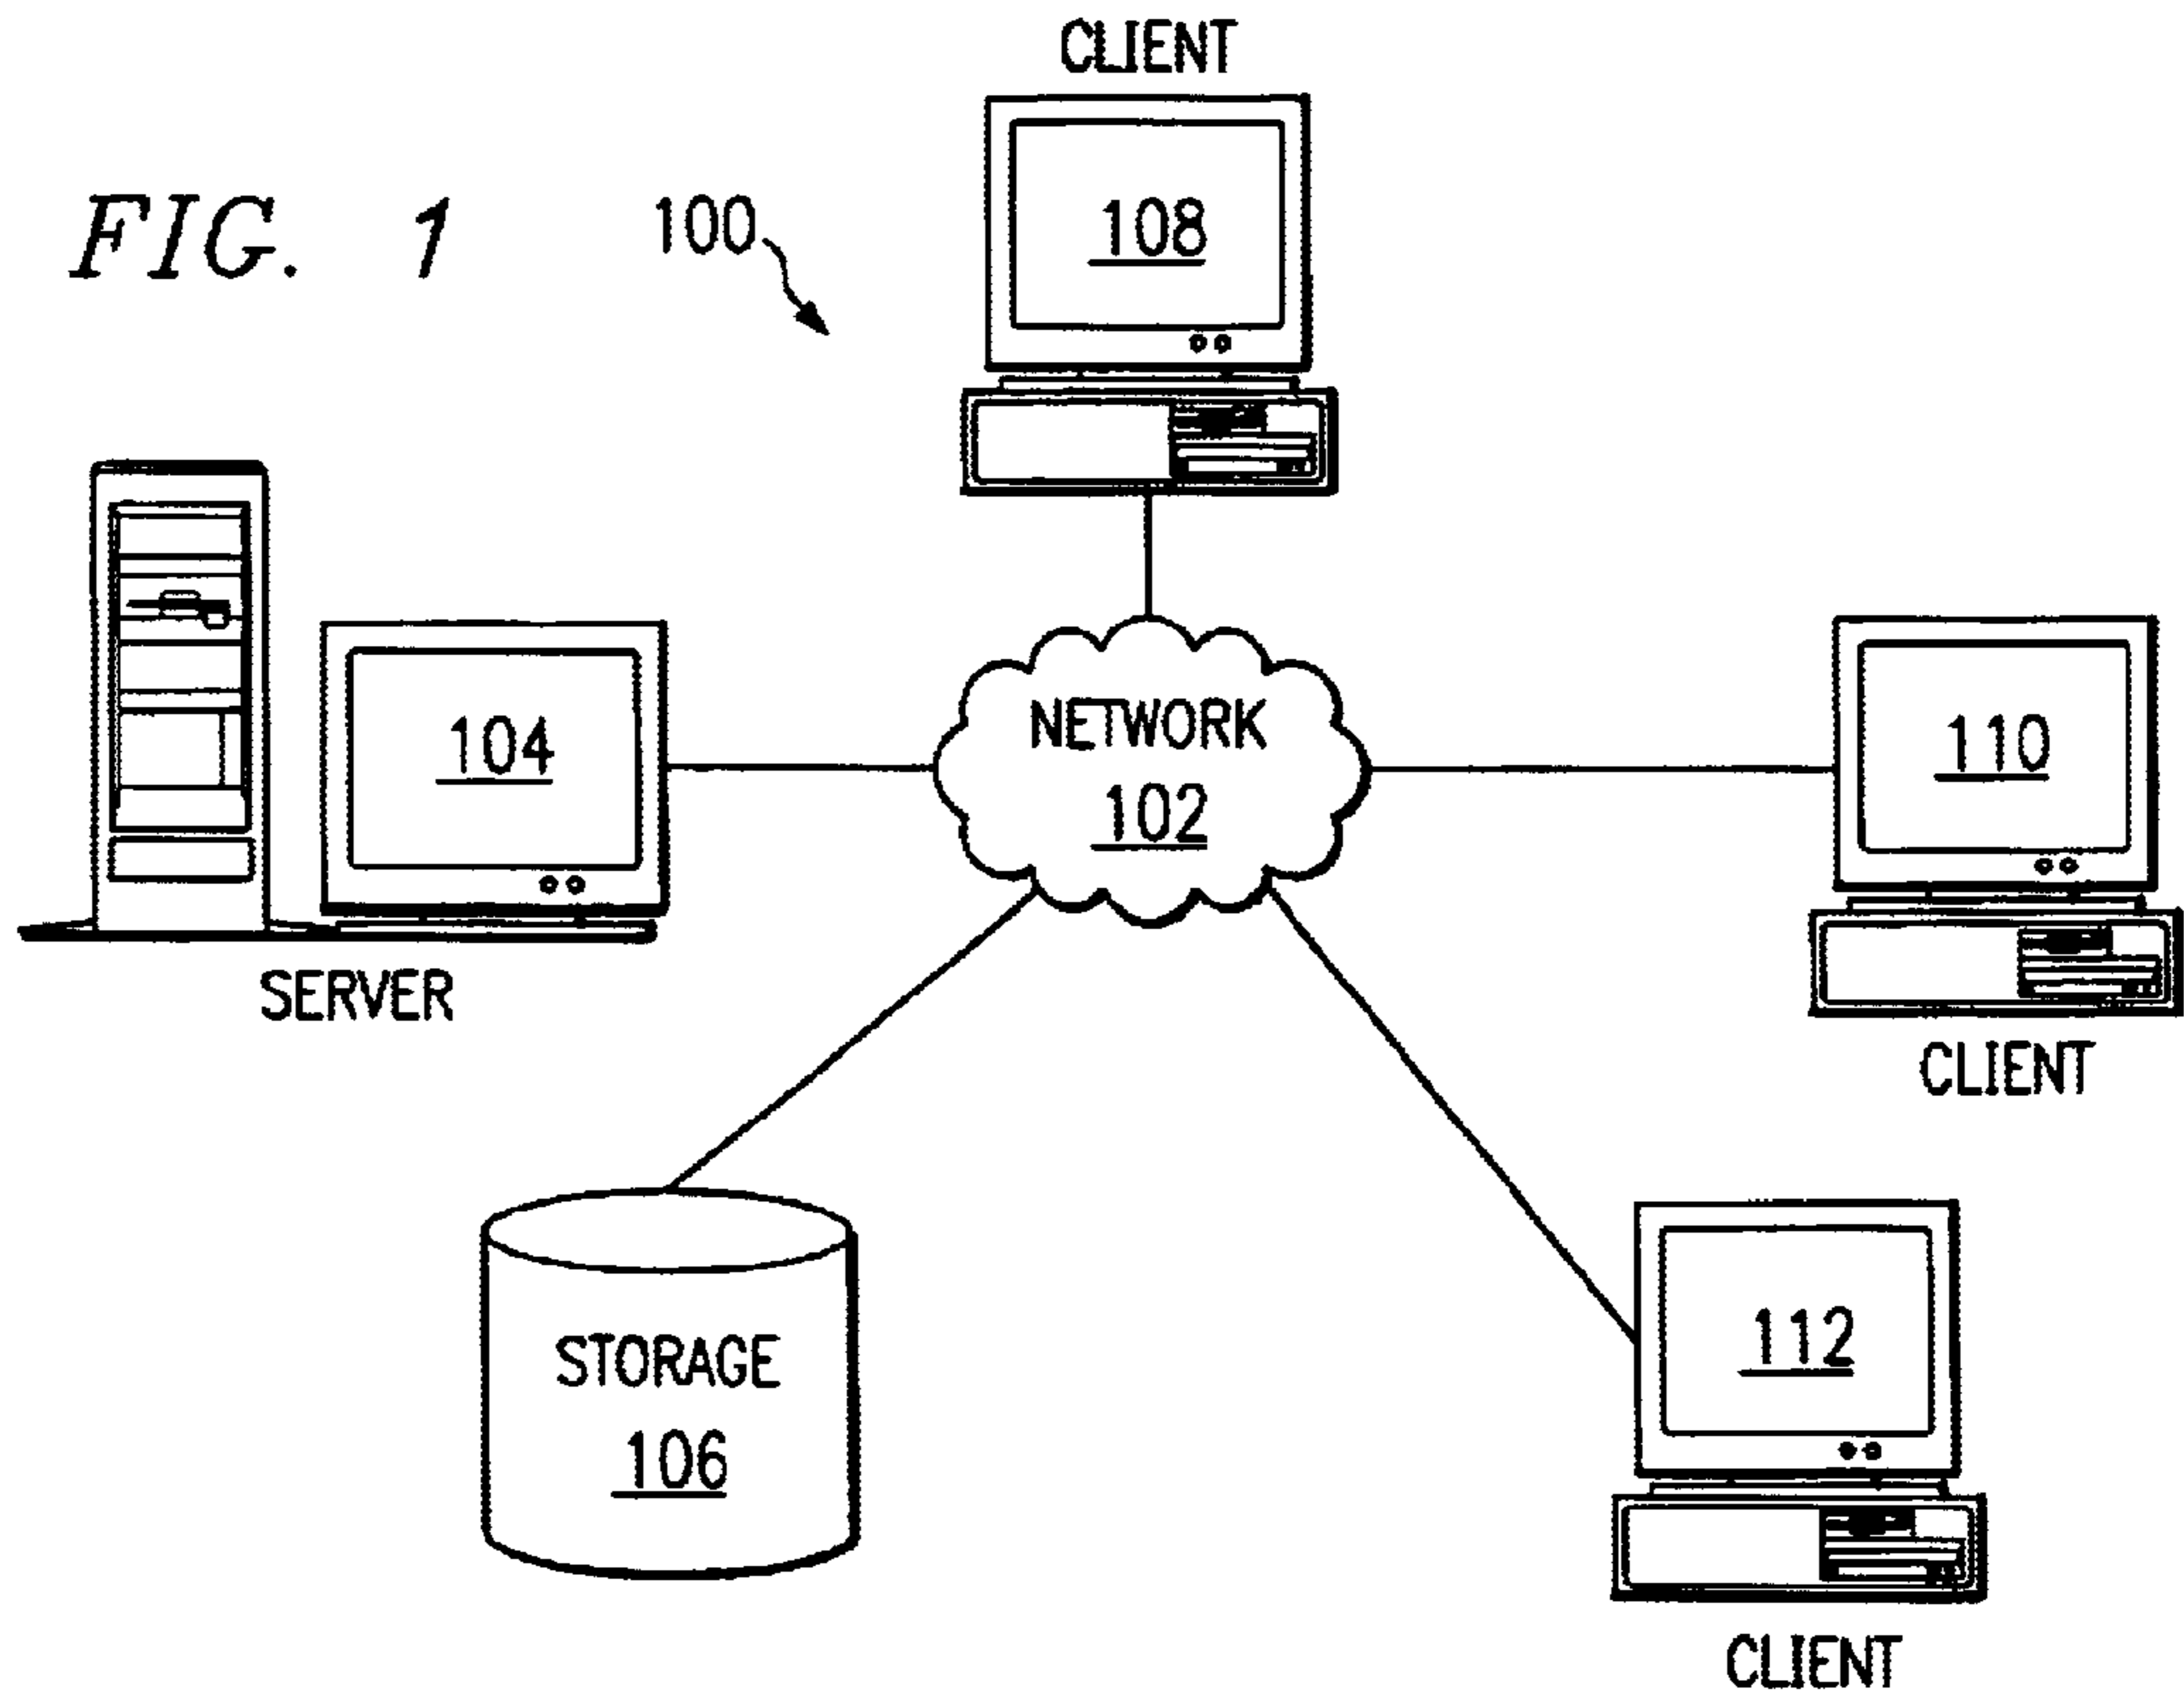 CLIENT
FIG. 1
100
108
104
NETWORK
102
110
SERVER
CLIENT
STORAGE
106
112
CLIENT